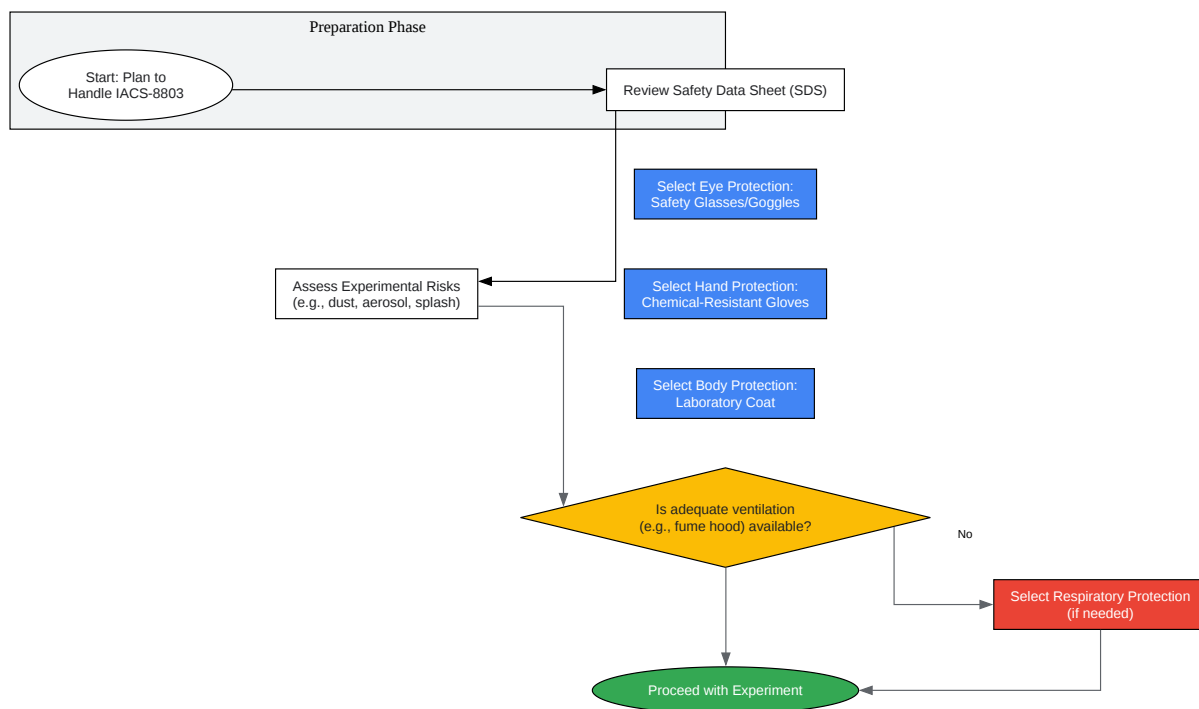 Preparation Phase
Start: Plan to
Handle IACS-8803
Review Safety Data Sheet (SDS)
Select Eye Protection:
Safety Glasses/Goggles
Assess Experimental Risks
(e.g., dust, aerosol, splash)
Select Hand Protection:
Chemical-Resistant Gloves
Select Body Protection:
Laboratory Coat
Is adequate ventilation
(e.g., fume hood) available?
No
Select Respiratory Protection
(if needed)
Proceed with Experiment